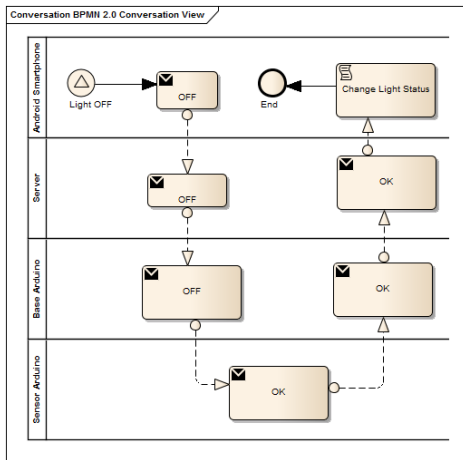 Conversation BPMN 2.0 Conversation View
Android Smartphone
Light OFF
OFF
End
Change Light Status
Server
OFF
OK
Base Arduino
OFF
OK
Sensor Arduino
OK